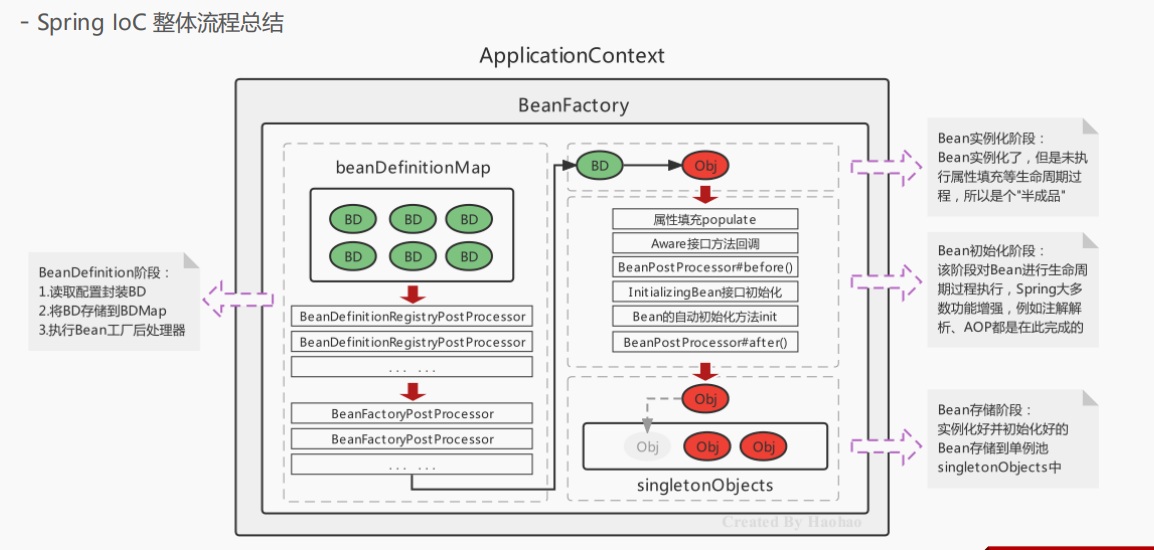 - Spring IoC 整体流程总结
ApplicationContext
BeanFactory
beanDefinitionMap
BD
BD
BD
BD
BD
BD
BeanDefinitionRegistryPostProcessor
BeanDefinitionRegistryPostProcessor
... ...
BeanFactoryPostProcessor
BeanFactoryPostProcessor
... ...
BeanDefinition阶段：
1.读取配置封装BD
2.将BD存储到BDMap
3.执行Bean工厂后处理器
BD
Obj
属性填充populate
Aware接口方法回调
BeanPostProcessor#before()
InitializingBean接口初始化
Bean的自动初始化方法init
BeanPostProcessor#after()
Obj
Obj
Obj
Obj
singletonObjects
Bean实例化阶段：
Bean实例化了，但是未执
行属性填充等生命周期过
程，所以是个"半成品"
Bean初始化阶段：
该阶段对Bean进行生命周
期过程执行，Spring大多
数功能增强，例如注解解
析、AOP都是在此完成的
Bean存储阶段：
实例化好并初始化好的
Bean存储到单例池
singletonObjects中
Created By Haohao